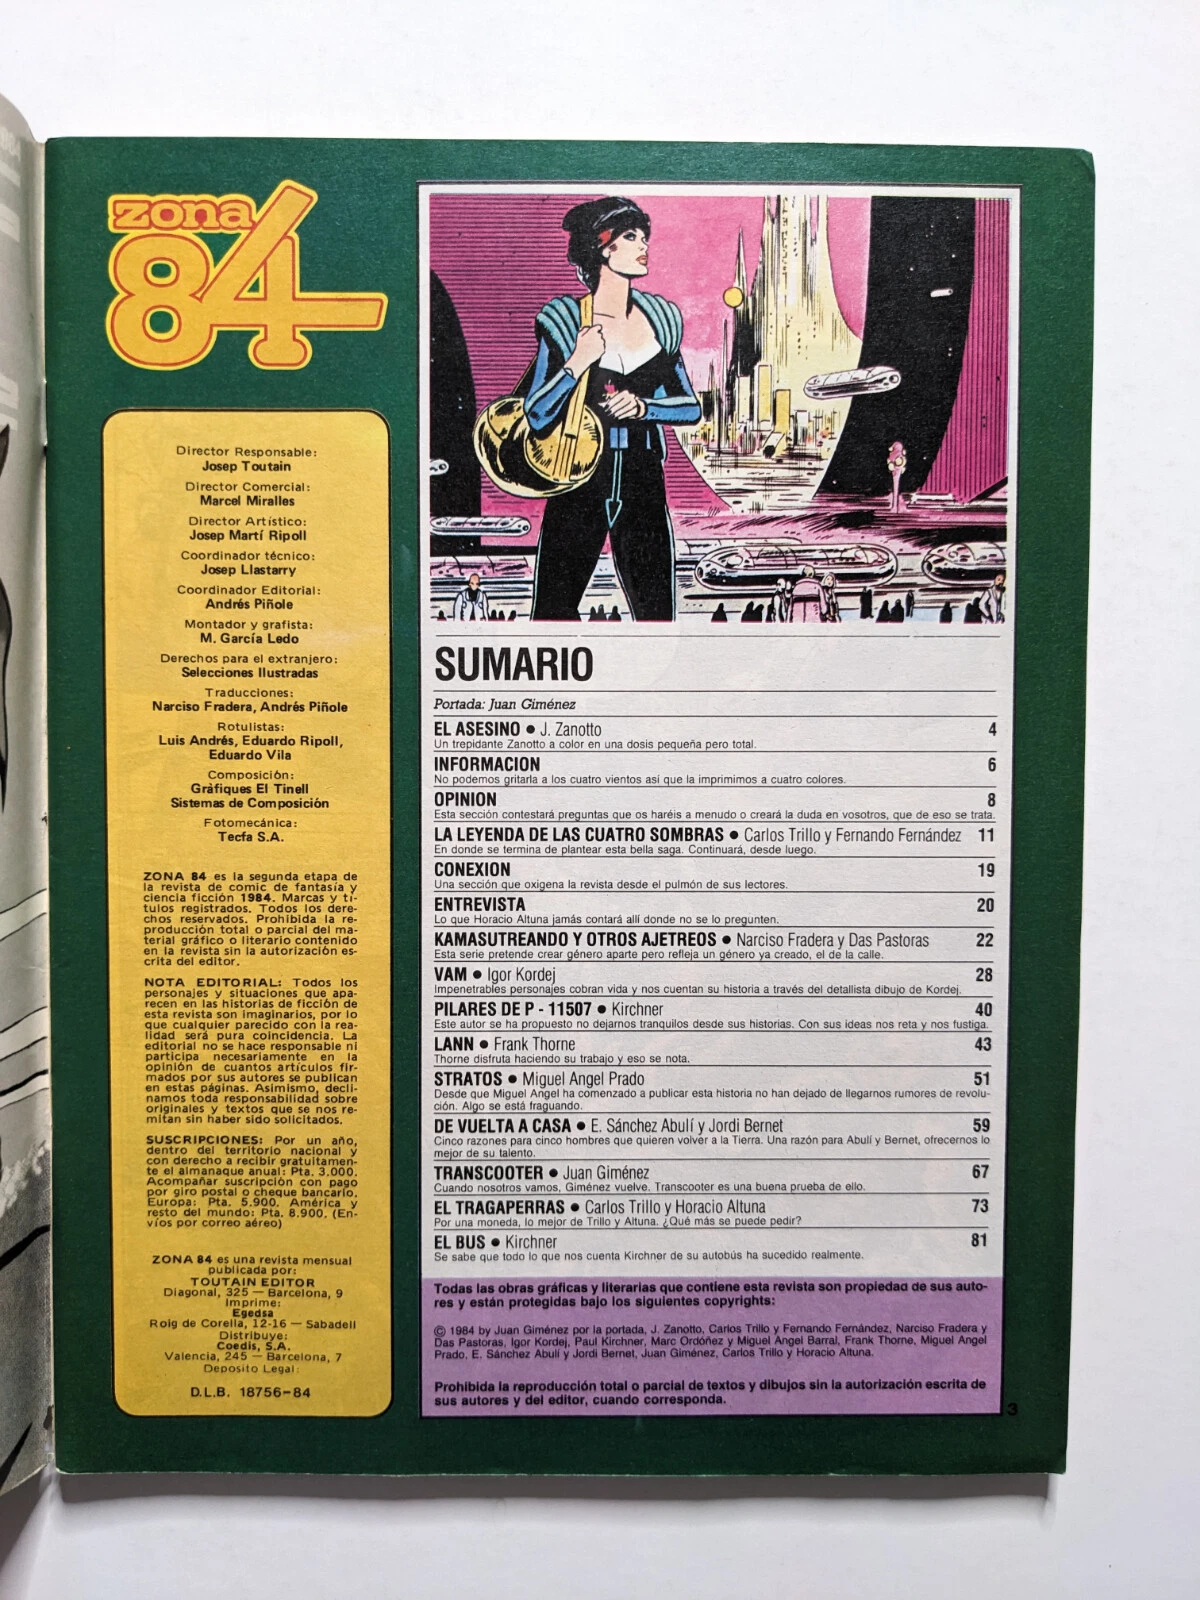 zona
84
Director Responsable:
Josep Toutain
Director Comercial:
Marcel Miralles
Director Artístico:
Josep Martí Ripoll
Coordinador técnico:
Josep Llastarry
Coordinador Editorial:
Andrés Piñole
Montador y grafista:
M. García Ledo
Derechos para el extranjero:
Selecciones Ilustradas
Traducciones:
Narciso Fradera, Andrés Piñole
Rotulistas:
Luis Andrés, Eduardo Ripoll,
Eduardo Vila
Composición:
Gràfiques El Tinell
Sistemas de Composición
Fotomecánica:
Tecfa S.A.
ZONA 84 es la segunda etapa de
la revista de comic de fantasía y
ciencia ficción 1984. Marcas y tí-
tulos registrados. Todos los dere-
chos reservados. Prohibida la re-
producción total o parcial del ma-
terial gráfico o literario contenido
en la revista sin la autorización es-
crita del editor.
NOTA EDITORIAL: Todos los
personajes y situaciones que apa-
recen en las historias de ficción de
esta revista son imaginarios, por lo
que cualquier parecido con la rea-
lidad será pura coincidencia. La
editorial no se hace responsable ni
participa necesariamente en la
opinión de cuantos artículos fir-
mados por sus autores se publican
en estas páginas. Asimismo, decli-
namos toda responsabilidad sobre
originales y textos que se nos re-
mitan sin haber sido solicitados.
SUSCRIPCIONES: Por un año,
dentro del territorio nacional y
con derecho a recibir gratuitamen-
te el almanaque anual: Pta. 3.000.
Acompañar suscripción con pago
por giro postal o cheque bancario.
Europa: Pta. 5.900. América y
resto del mundo: Pta. 8.900. (En-
víos por correo aéreo)
ZONA 84 es una revista mensual
publicada por:
TOUTAIN EDITOR
Diagonal, 325 — Barcelona, 9
Imprime:
Egedsa
Roig de Corella, 12-16 — Sabadell
Distribuye:
Coedis, S.A.
Valencia, 245 — Barcelona, 7
Deposito Legal:
D.L.B. 18756-84
SUMARIO
Portada: Juan Giménez
EL ASESINO ● J. Zanotto 4
Un trepidante Zanotto a color en una dosis pequeña pero total.
INFORMACION 6
No podemos gritarla a los cuatro vientos así que la imprimimos a cuatro colores.
OPINION 8
Esta sección contestará preguntas que os haréis a menudo o creará la duda en vosotros, que de eso se trata.
LA LEYENDA DE LAS CUATRO SOMBRAS ● Carlos Trillo y Fernando Fernández 11
En donde se termina de plantear esta bella saga. Continuará, desde luego.
CONEXION 19
Una sección que oxigena la revista desde el pulmón de sus lectores.
ENTREVISTA 20
Lo que Horacio Altuna jamás contará allí donde no se lo pregunten.
KAMASUTREANDO Y OTROS AJETREOS ● Narciso Fradera y Das Pastoras 22
Esta serie pretende crear género aparte pero refleja un género ya creado, el de la calle.
VAM ● Igor Kordej 28
Impenetrables personajes cobran vida y nos cuentan su historia a través del detallista dibujo de Kordej.
PILARES DE P - 11507 ● Kirchner 40
Este autor se ha propuesto no dejarnos tranquilos desde sus historias. Con sus ideas nos reta y nos fustiga.
LANN ● Frank Thorne 43
Thorne disfruta haciendo su trabajo y eso se nota.
STRATOS ● Miguel Angel Prado 51
Desde que Miguel Angel ha comenzado a publicar esta historia no han dejado de llegarnos rumores de revolu-
ción. Algo se está fraguando.
DE VUELTA A CASA ● E. Sánchez Abulí y Jordi Bernet 59
Cinco razones para cinco hombres que quieren volver a la Tierra. Una razón para Abulí y Bernet, ofrecernos lo
mejor de su talento.
TRANSCOOTER ● Juan Giménez 67
Cuando nosotros vamos, Giménez vuelve. Transcooter es una buena prueba de ello.
EL TRAGAPERRAS ● Carlos Trillo y Horacio Altuna 73
Por una moneda, lo mejor de Trillo y Altuna. ¿Qué más se puede pedir?
EL BUS ● Kirchner 81
Se sabe que todo lo que nos cuenta Kirchner de su autobús ha sucedido realmente.
Todas las obras gráficas y literarias que contiene esta revista son propiedad de sus auto-
res y están protegidas bajo los siguientes copyrights:
© 1984 by Juan Giménez por la portada, J. Zanotto, Carlos Trillo y Fernando Fernández, Narciso Fradera y
Das Pastoras, Igor Kordej, Paul Kirchner, Marc Ordóñez y Miguel Angel Barral, Frank Thorne, Miguel Angel
Prado, E. Sánchez Abulí y Jordi Bernet, Juan Giménez, Carlos Trillo y Horacio Altuna.
Prohibida la reproducción total o parcial de textos y dibujos sin la autorización escrita de
sus autores y del editor, cuando corresponda.
3